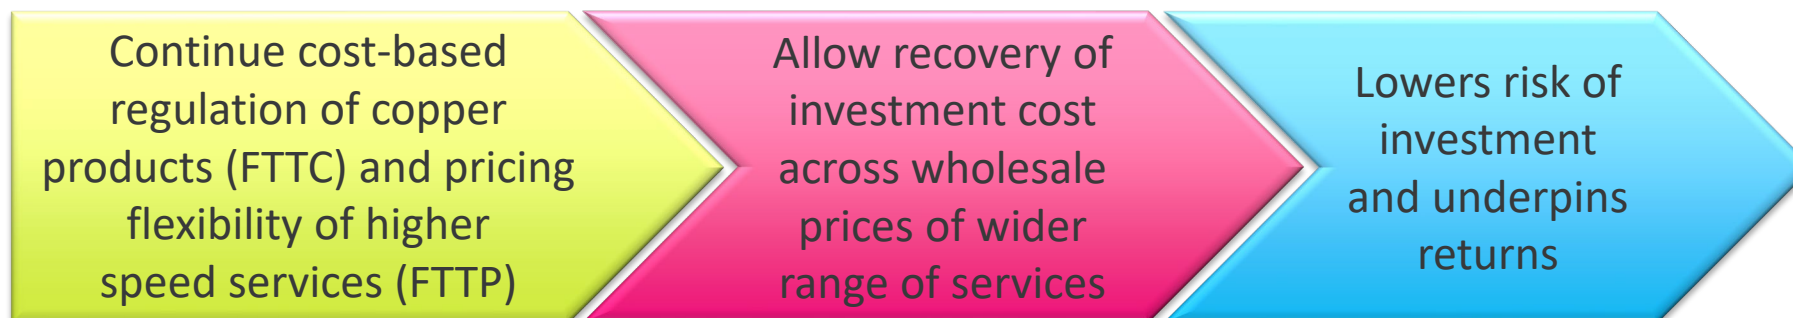 Continue cost-based
regulation of copper
products (FTTC) and pricing
flexibility of higher
speed services (FTTP)
Allow recovery of
investment cost
across wholesale
prices of wider
range of services
Lowers risk of
investment
and underpins
returns